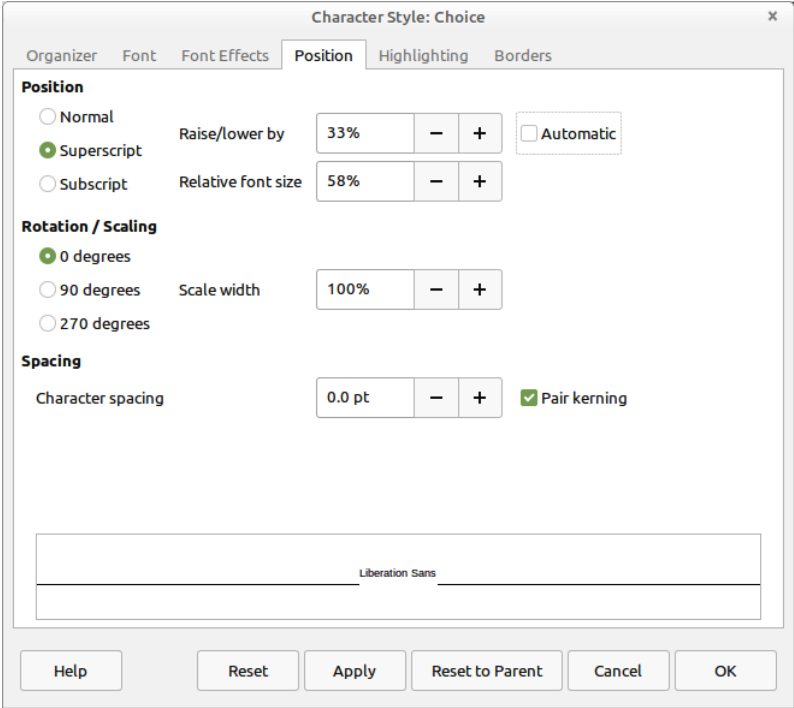 Character Style: Choice ×
Organizer Font Font Effects Position Highlighting Borders
Position
Normal
Raise/lower by 33% − + Automatic
Superscript
Subscript Relative font size 58% − +
Rotation / Scaling
0 degrees
90 degrees Scale width 100% − +
270 degrees
Spacing
Character spacing 0.0 pt − + Pair kerning
Liberation Sans
Help Reset Apply Reset to Parent Cancel OK